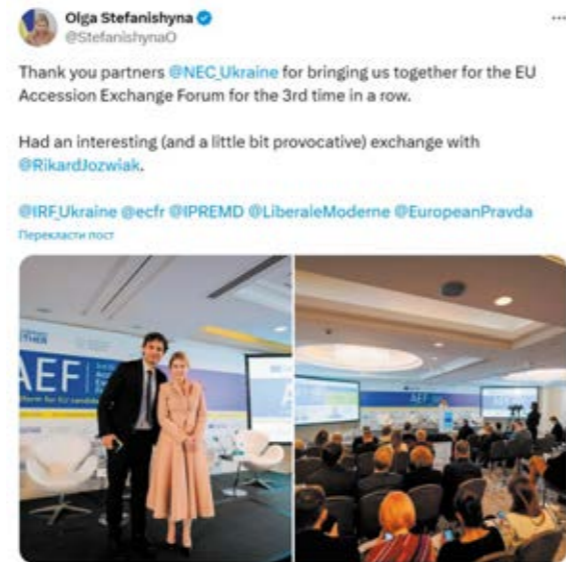 Olga Stefanishyna
@StefanishynaO
Thank you partners @NEC_Ukraine for bringing us together for the EU
Accession Exchange Forum for the 3rd time in a row.
Had an interesting (and a little bit provocative) exchange with
@RikardJozwiak.
@IRF_Ukraine @ecfr @IPREMD @LiberaleModerne @EuropeanPravda
Перекласти пост
AEF
AEF